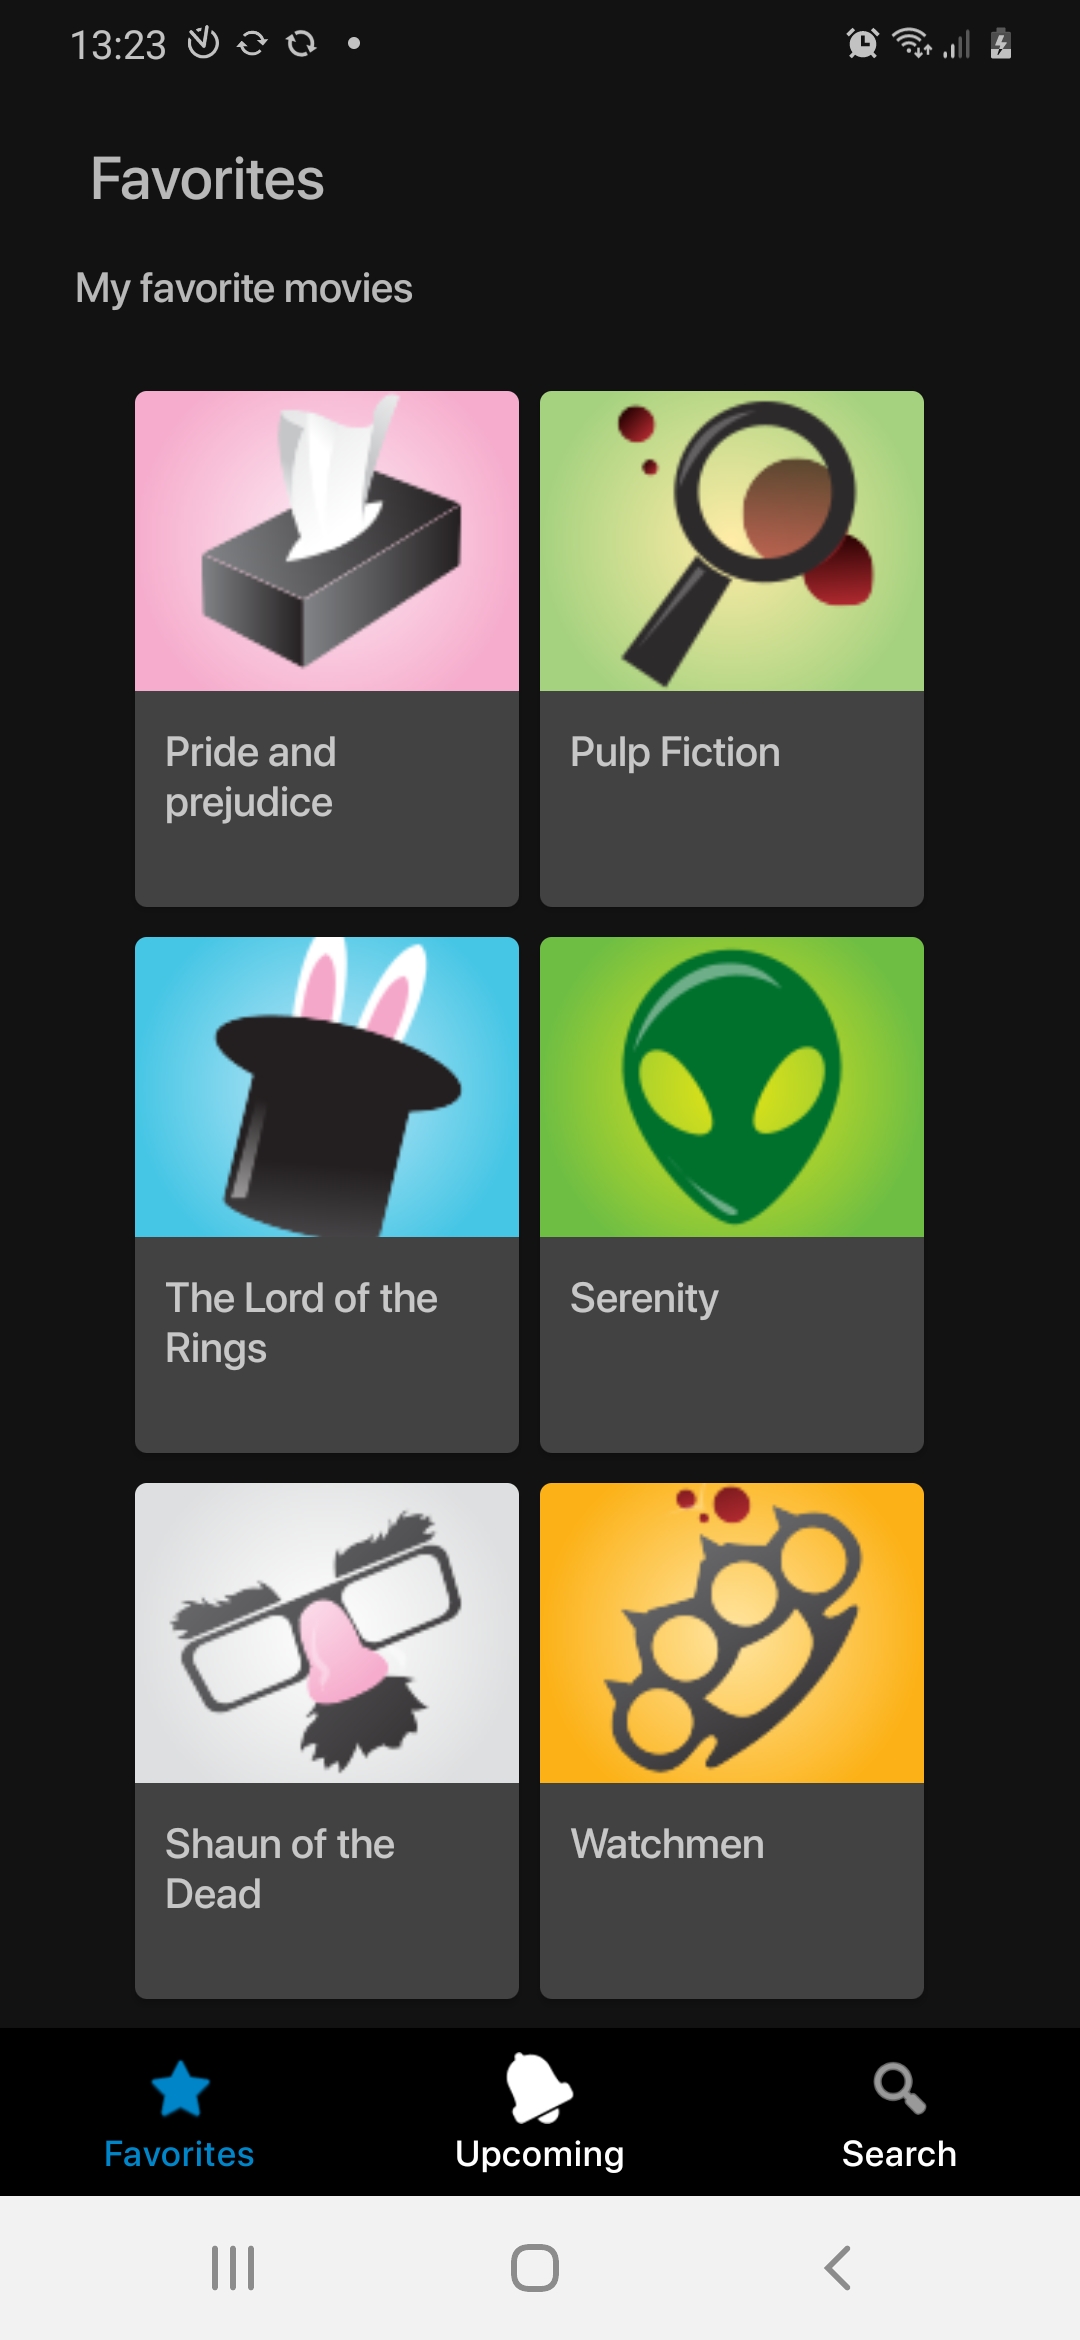 13:23
Favorites
My favorite movies
Pride and
prejudice
Pulp Fiction
The Lord of the
Rings
Serenity
Shaun of the
Dead
Watchmen
Favorites
Upcoming
Search